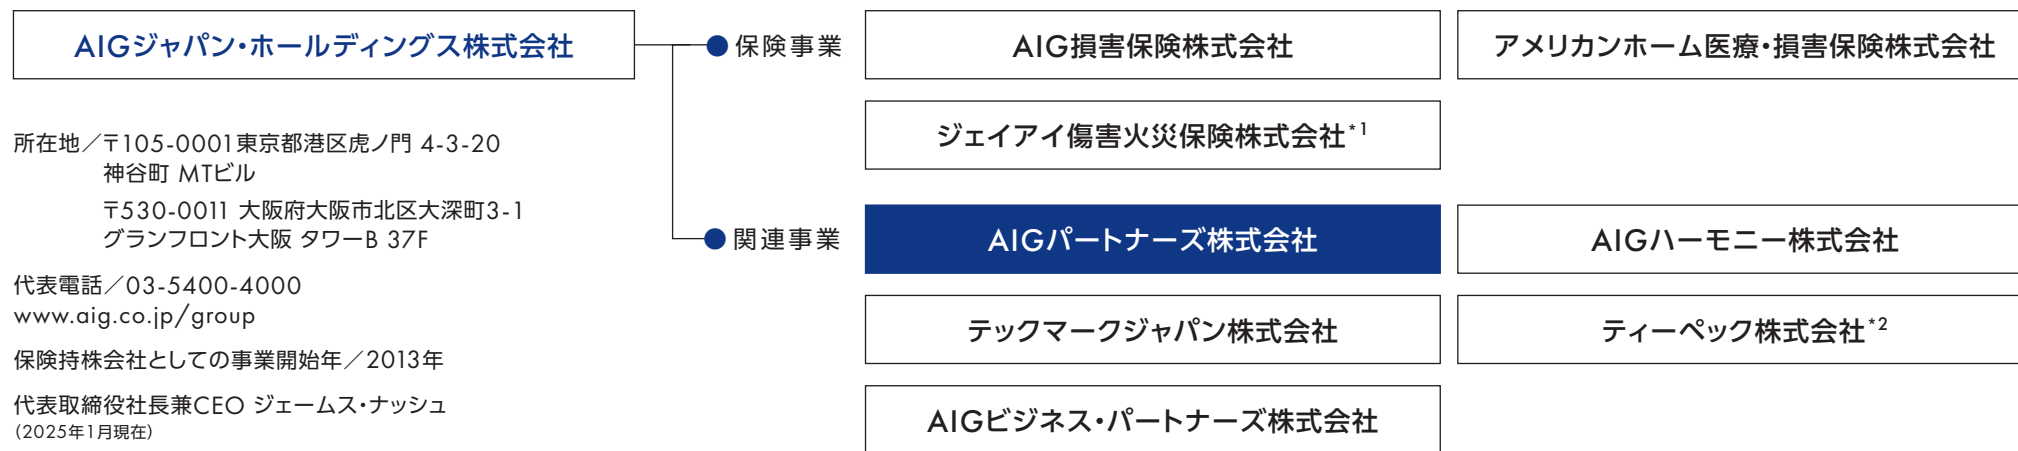 AIGジャパン・ホールディングス株式会社
所在地／〒105-0001東京都港区虎ノ門 4-3-20
神谷町 MTビル
〒530-0011 大阪府大阪市北区大深町3-1
グランフロント大阪 タワーB 37F
代表電話／03-5400-4000
www.aig.co.jp/group
保険持株会社としての事業開始年／2013年
代表取締役社長兼CEO ジェームス・ナッシュ
（2025年1月現在）
保険事業
AIG損害保険株式会社
アメリカンホーム医療・損害保険株式会社
ジェイアイ傷害火災保険株式会社*1
関連事業
AIGパートナーズ株式会社
AIGハーモニー株式会社
テックマークジャパン株式会社
ティーペック株式会社*2
AIGビジネス・パートナーズ株式会社